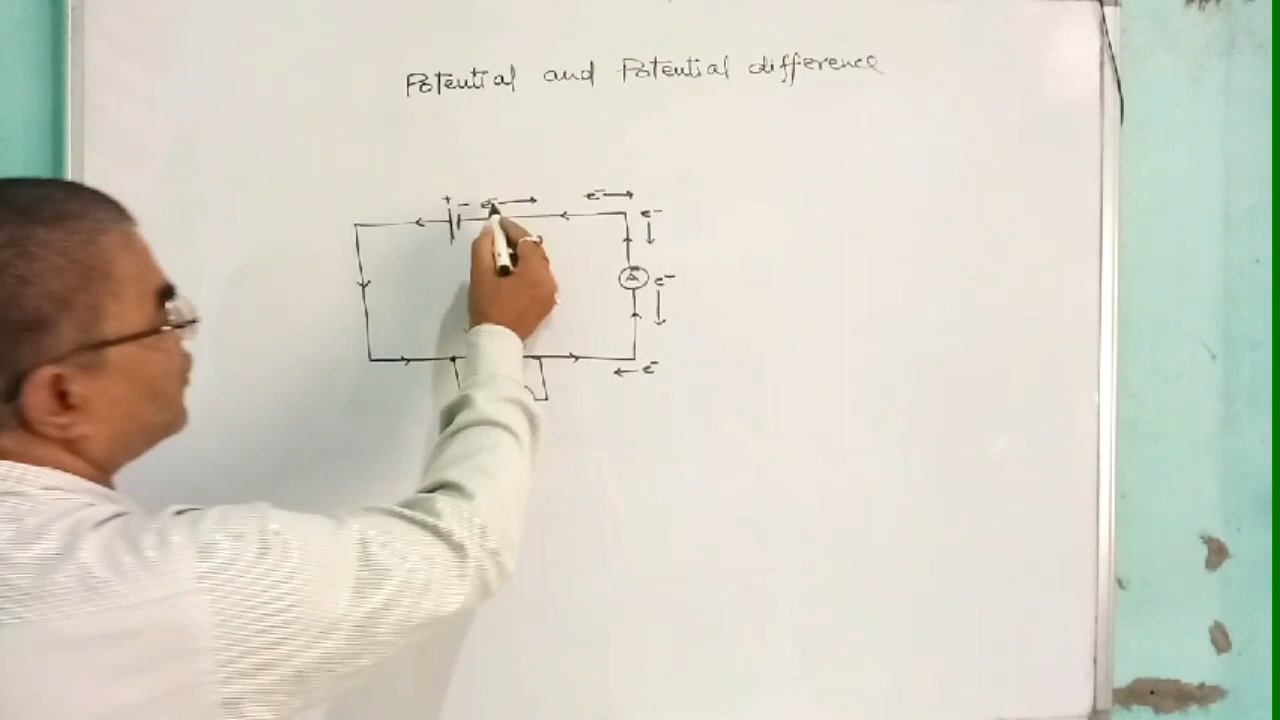 Potential and Potential difference
+ - e- e-
e-
A e-
e-